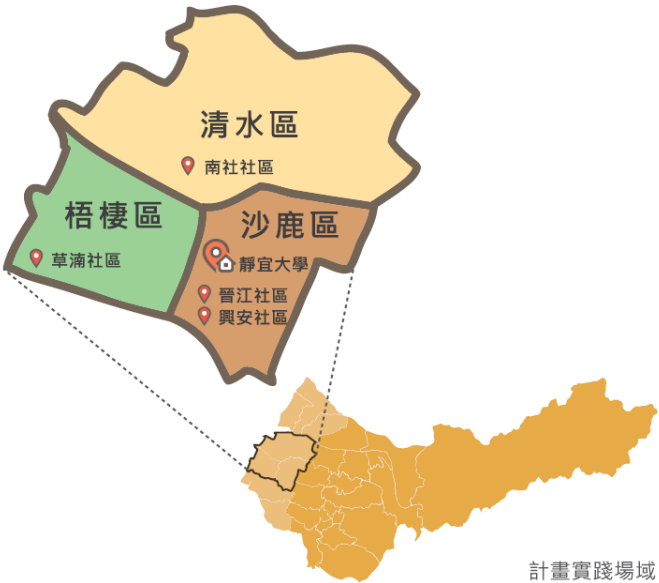 清水區
南社社區
梧棲區
草湳社區
沙鹿區
靜宜大學
晉江社區
興安社區
計畫實踐場域